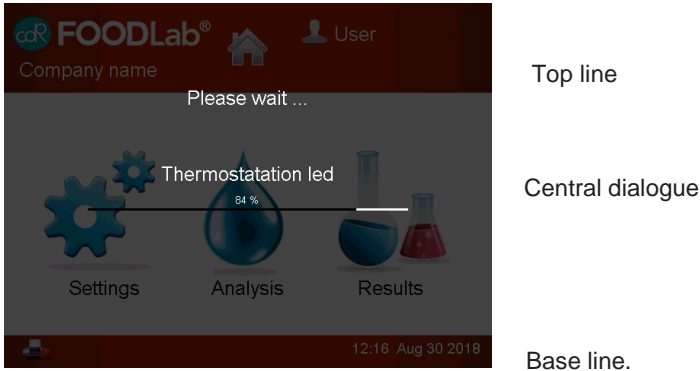 CDR FOODLab®
User
Company name
Top line
Please wait ...
Thermostatation led
Central dialogue
84 %
Settings Analysis Results
12:16 Aug 30 2018
Base line.